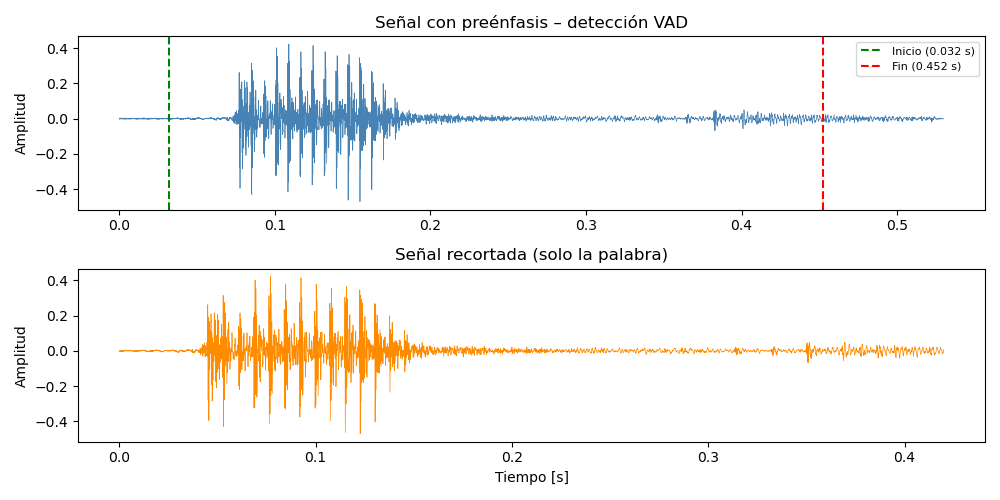 Señal con preénfasis – detección VAD
Amplitud
0.4
0.2
0.0
−0.2
−0.4
Inicio (0.032 s)
Fin (0.452 s)
0.0 0.1 0.2 0.3 0.4 0.5
Señal recortada (solo la palabra)
Amplitud
0.4
0.2
0.0
−0.2
−0.4
0.0 0.1 0.2 0.3 0.4
Tiempo [s]